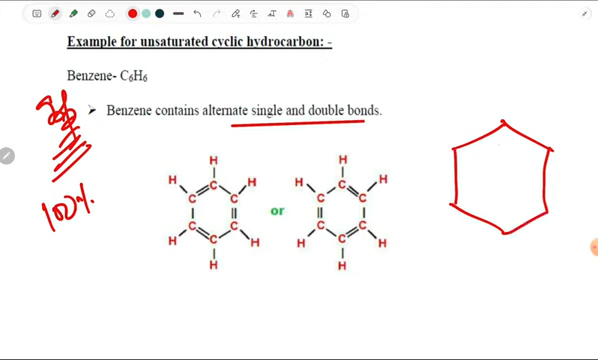 Example for unsaturated cyclic hydrocarbon: -
Benzene- C₆H₆
➤ Benzene contains alternate single and double bonds.
100%
H H
H C H H C H
C C C C
or
C C C C
H C H H C H
H H